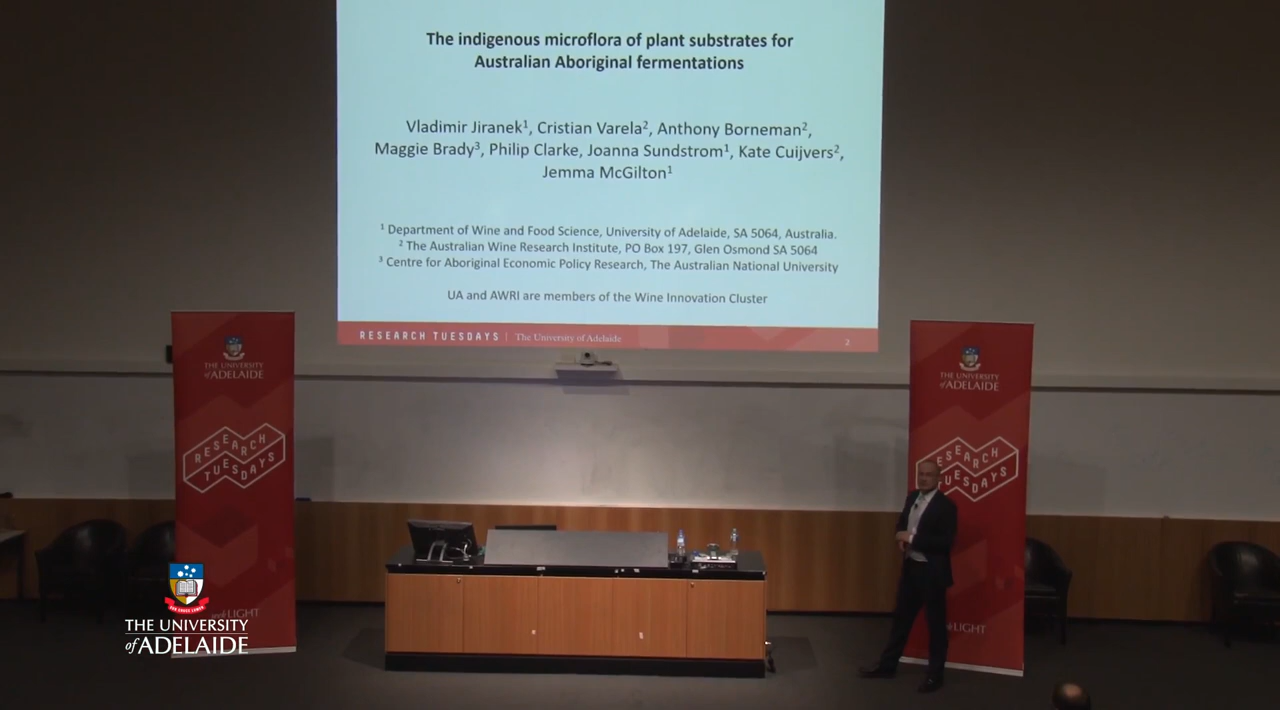 The indigenous microflora of plant substrates for
Australian Aboriginal fermentations
Vladimir Jiranek¹, Cristian Varela², Anthony Borneman²,
Maggie Brady³, Philip Clarke, Joanna Sundstrom¹, Kate Cuijvers²,
Jemma McGilton¹
¹ Department of Wine and Food Science, University of Adelaide, SA 5064, Australia.
² The Australian Wine Research Institute, PO Box 197, Glen Osmond SA 5064
³ Centre for Aboriginal Economic Policy Research, The Australian National University
UA and AWRI are members of the Wine Innovation Cluster
RESEARCH TUESDAYS | The University of Adelaide
2
THE UNIVERSITY
of ADELAIDE
RESEARCH
TUESDAYS
LIGHT
THE UNIVERSITY
of ADELAIDE
ESEARCH
UESDAYS
LIGHT
THE UNIVERSITY
of ADELAIDE